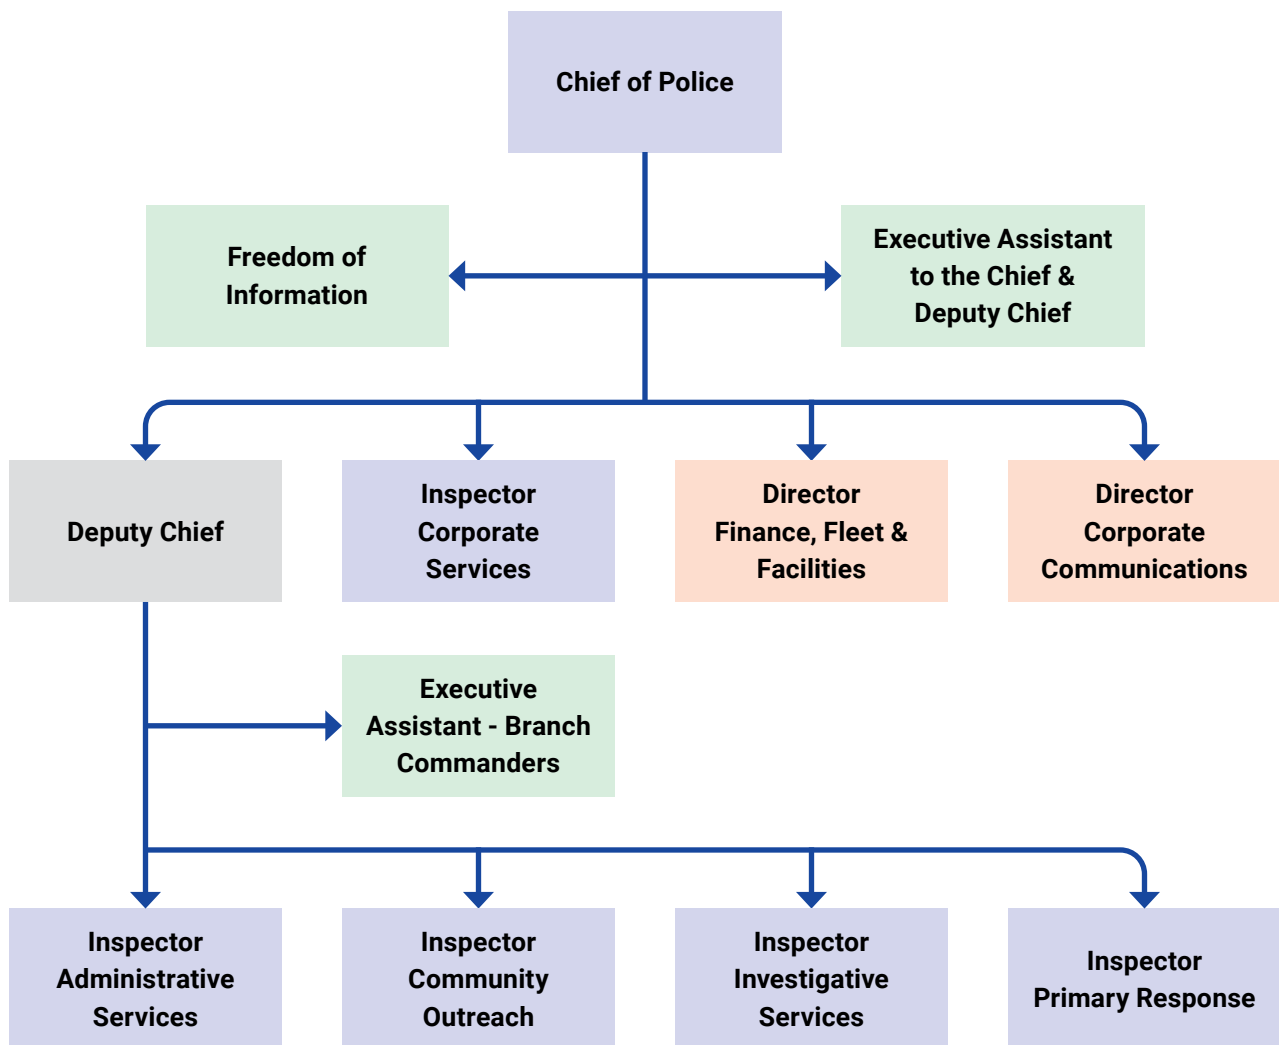 Chief of Police
Freedom of
Information
Executive Assistant
to the Chief &
Deputy Chief
Deputy Chief
Inspector
Corporate
Services
Director
Finance, Fleet &
Facilities
Director
Corporate
Communications
Executive
Assistant - Branch
Commanders
Inspector
Administrative
Services
Inspector
Community
Outreach
Inspector
Investigative
Services
Inspector
Primary Response